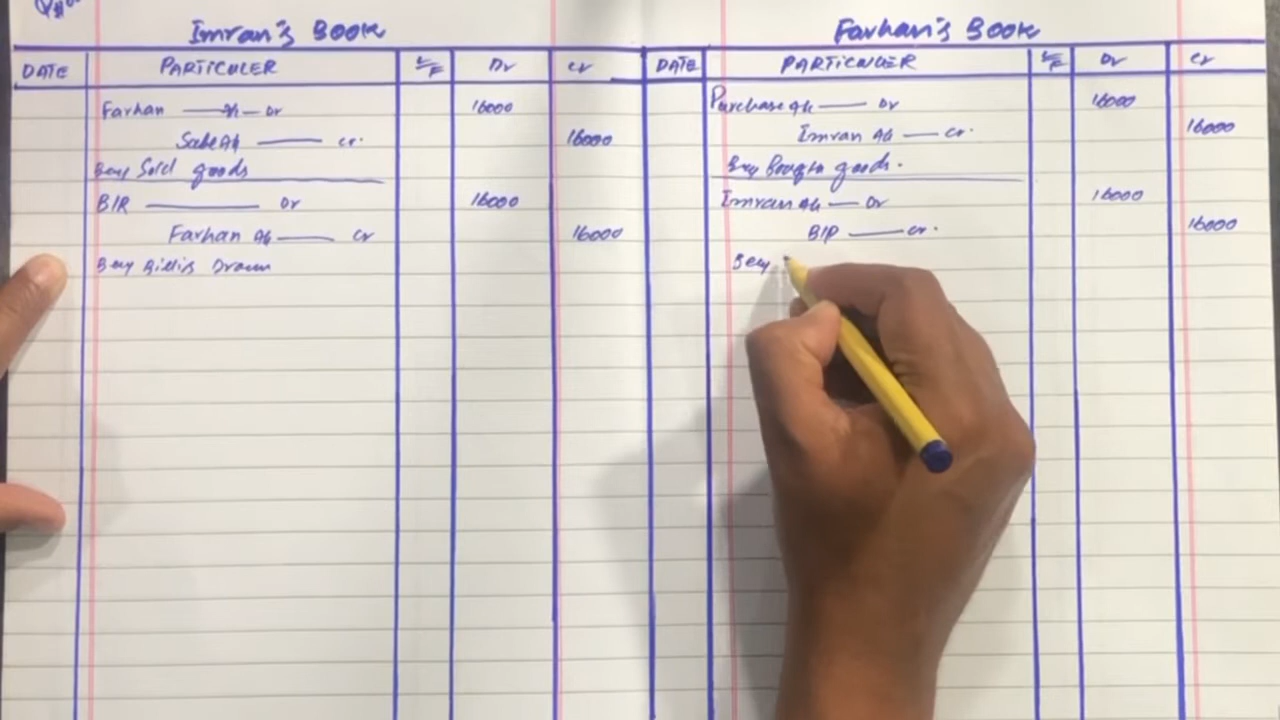 Imran's Book
DATE PARTICULER L/F Dr Cr
Farhan A/c Dr 16000
Sale A/c Cr. 16000
Being Sold goods
B/R Dr 16000
Farhan A/c Cr 16000
Being Bill is Drawn
Farhan's Book
DATE PARTICULER L/F Dr Cr
Purchase A/c Dr 16000
Imran A/c Cr. 16000
Being Bought goods.
Imran A/c Dr 16000
B/P Cr. 16000
Being